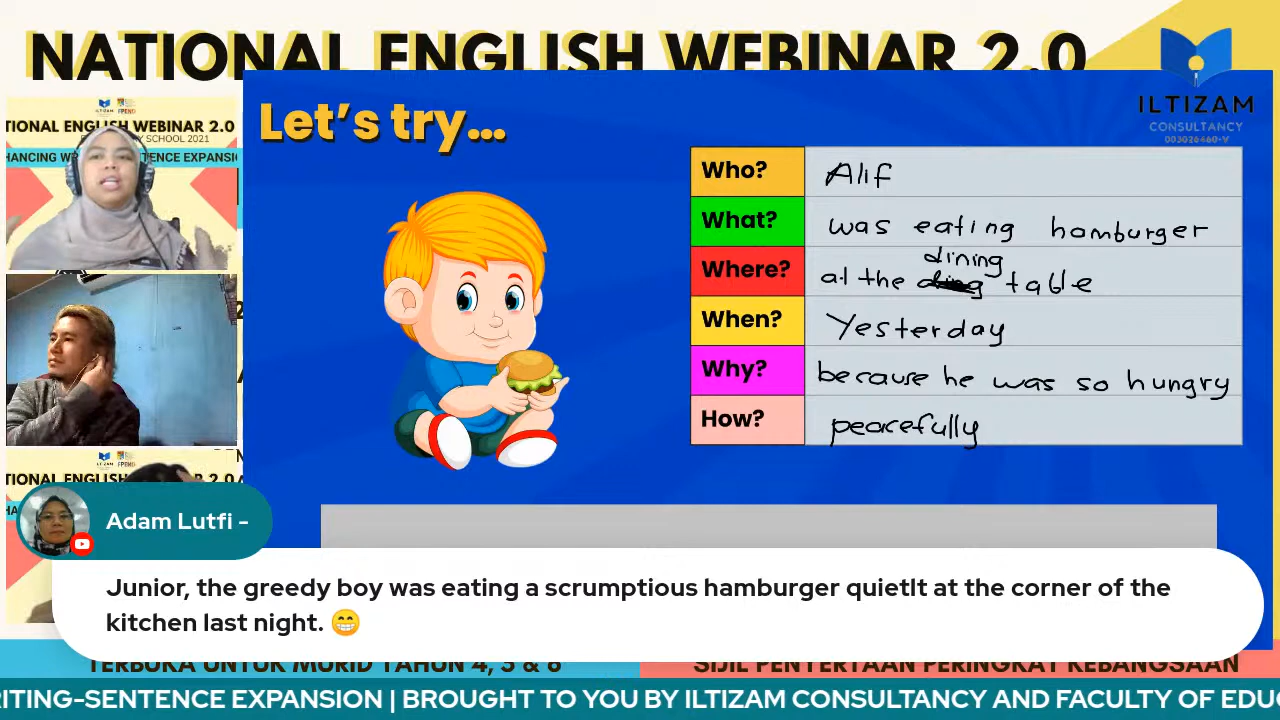 NATIONAL ENGLISH WEBINAR 2.0
ILTIZAM
CONSULTANCY
003026460-V
TIONAL ENGLISH WEBINAR 2.0
Y SCHOOL 2021
Let's try...
Who? Alif
What? was eating hamburger
dining
Where? at the table
When? Yesterday
Why? because he was so hungry
How? peacefully
Adam Lutfi -
Junior, the greedy boy was eating a scrumptious hamburger quietlt at the corner of the
kitchen last night. 😁
TERBUKA UNTUK MURID TAHUN 4, 5 & 6
SIJIL PENYERTAAN PERINGKAT KEBANGSAAN
RITING-SENTENCE EXPANSION | BROUGHT TO YOU BY ILTIZAM CONSULTANCY AND FACULTY OF EDUC